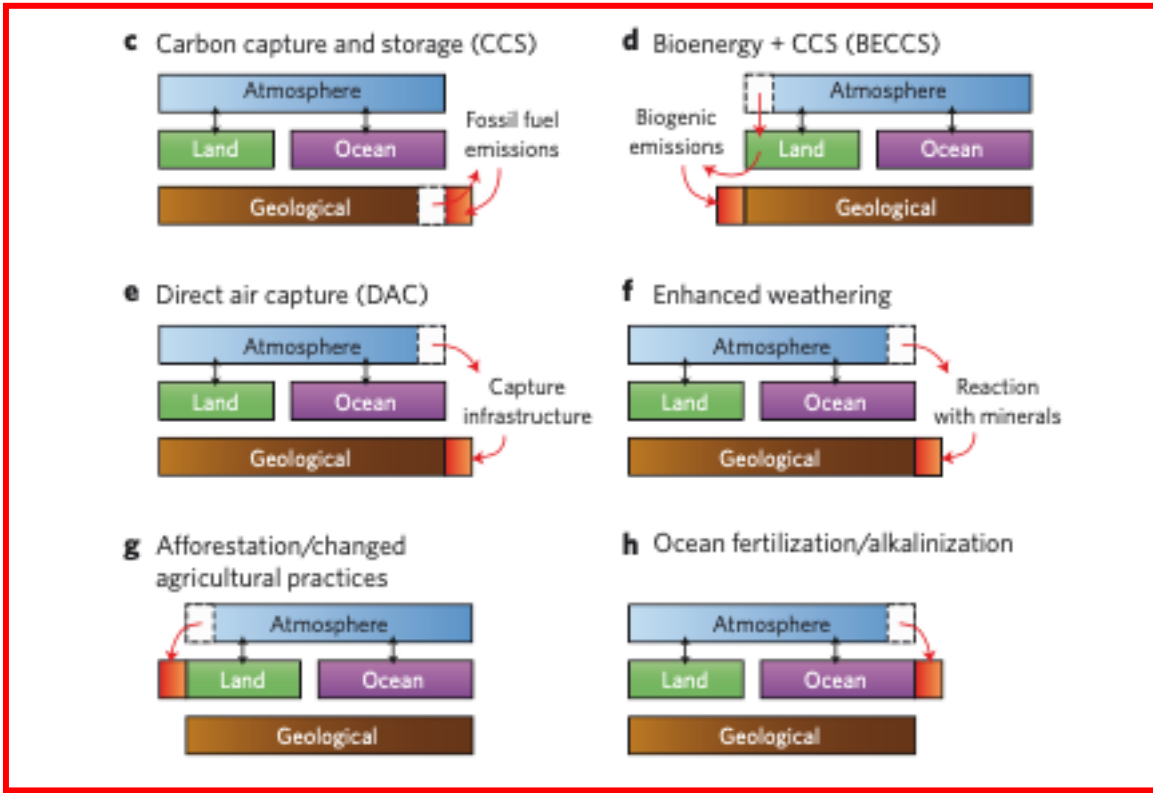 c Carbon capture and storage (CCS)
Atmosphere
Land
Ocean
Fossil fuel
emissions
Geological
d Bioenergy + CCS (BECCS)
Atmosphere
Biogenic
emissions
Land
Ocean
Geological
e Direct air capture (DAC)
Atmosphere
Land
Ocean
Capture
infrastructure
Geological
f Enhanced weathering
Atmosphere
Land
Ocean
Reaction
with minerals
Geological
g Afforestation/changed
agricultural practices
Atmosphere
Land
Ocean
Geological
h Ocean fertilization/alkalinization
Atmosphere
Land
Ocean
Geological